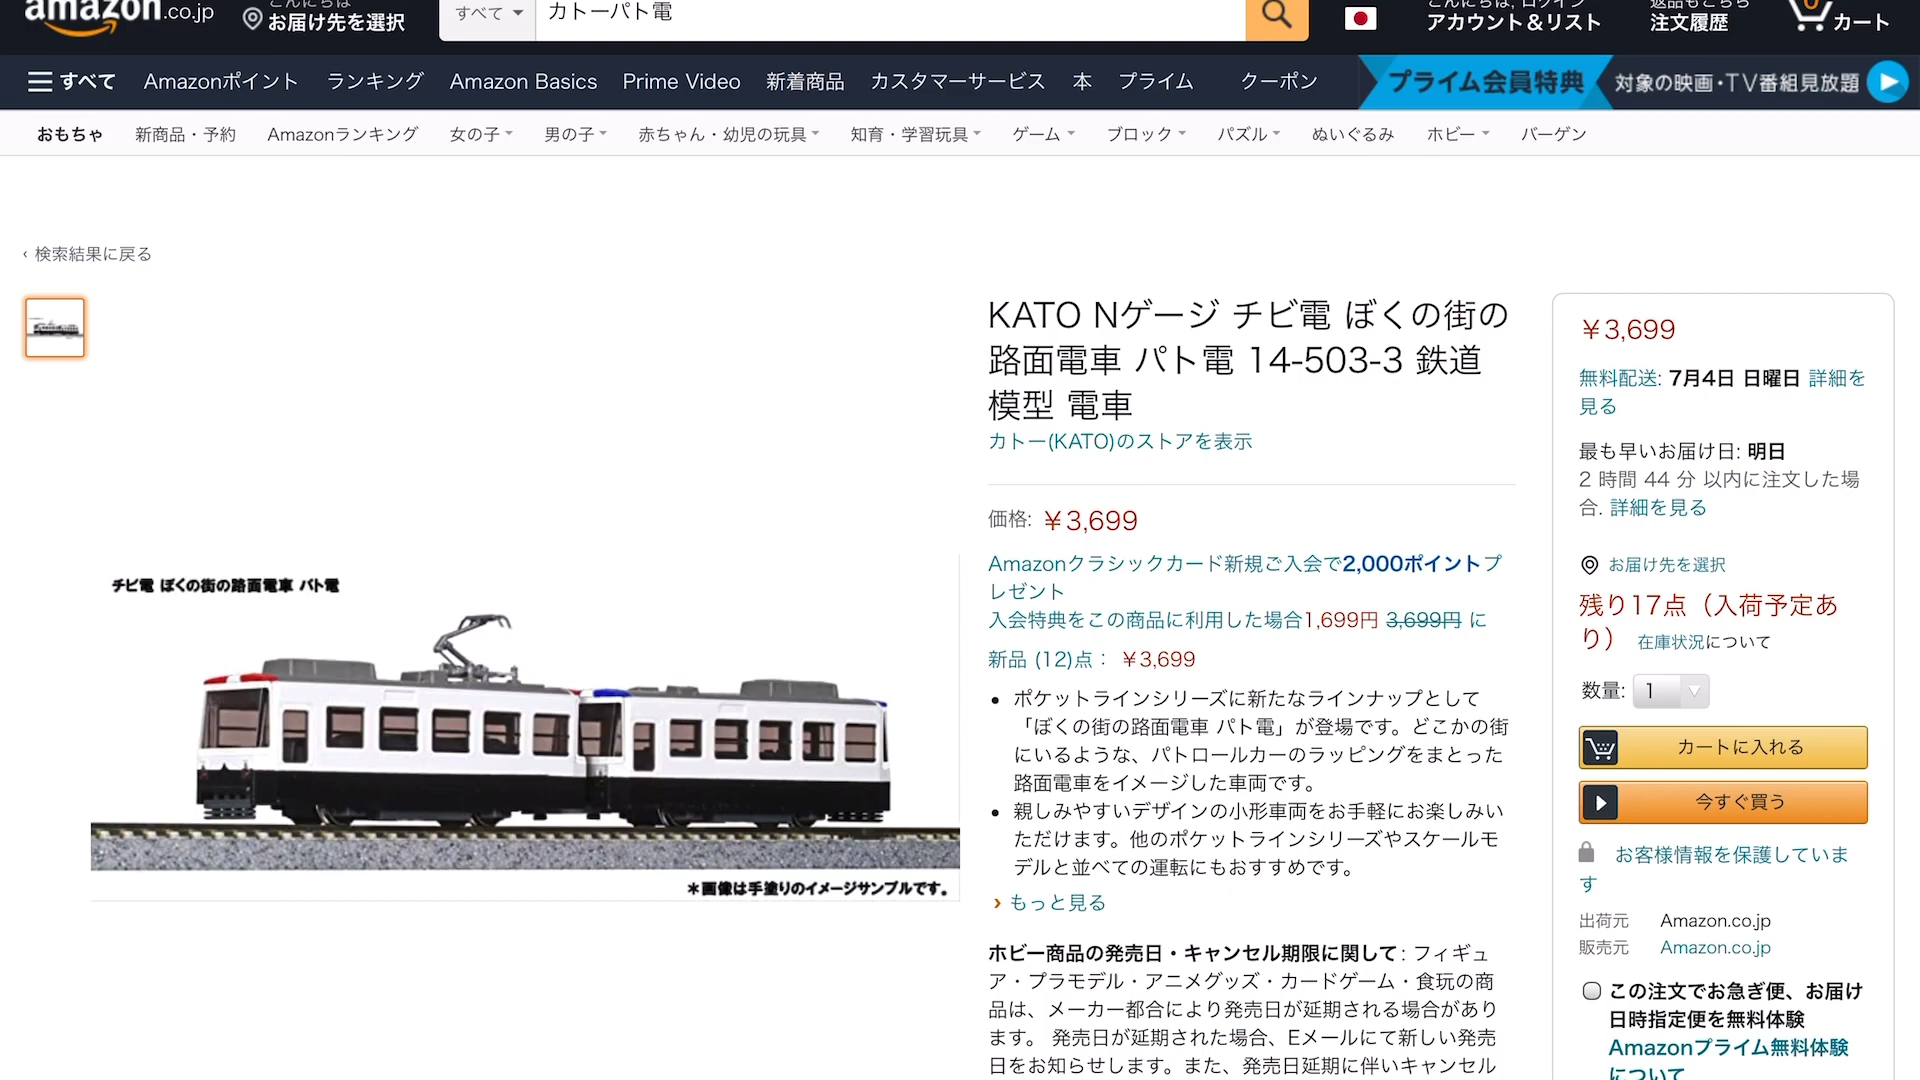 amazon.co.jp
こんにちは
お届け先を選択
すべて
カトーパト電
こんにちは, ログイン
アカウント&リスト
返品もこちら
注文履歴
0
カート
すべて Amazonポイント ランキング Amazon Basics Prime Video 新着商品 カスタマーサービス 本 プライム クーポン
プライム会員特典 対象の映画・TV番組見放題
おもちゃ 新商品・予約 Amazonランキング 女の子 男の子 赤ちゃん・幼児の玩具 知育・学習玩具 ゲーム ブロック パズル ぬいぐるみ ホビー バーゲン
‹ 検索結果に戻る
チビ電 ぼくの街の路面電車 パト電
＊画像は手塗りのイメージサンプルです。
KATO Nゲージ チビ電 ぼくの街の
路面電車 パト電 14-503-3 鉄道
模型 電車
カトー(KATO)のストアを表示
価格: ￥3,699
Amazonクラシックカード新規ご入会で2,000ポイントプ
レゼント
入会特典をこの商品に利用した場合1,699円 3,699円 に
新品 (12)点： ￥3,699
• ポケットラインシリーズに新たなラインナップとして
「ぼくの街の路面電車 パト電」が登場です。どこかの街
にいるような、パトロールカーのラッピングをまとった
路面電車をイメージした車両です。
• 親しみやすいデザインの小形車両をお手軽にお楽しみい
ただけます。他のポケットラインシリーズやスケールモ
デルと並べての運転にもおすすめです。
› もっと見る
ホビー商品の発売日・キャンセル期限に関して: フィギュ
ア・プラモデル・アニメグッズ・カードゲーム・食玩の商
品は、メーカー都合により発売日が延期される場合があり
ます。 発売日が延期された場合、Eメールにて新しい発売
日をお知らせします。また、発売日延期に伴いキャンセル
￥3,699
無料配送: 7月4日 日曜日 詳細を
見る
最も早いお届け日: 明日
2 時間 44 分 以内に注文した場
合. 詳細を見る
お届け先を選択
残り17点（入荷予定あ
り） 在庫状況について
数量: 1
カートに入れる
今すぐ買う
お客様情報を保護していま
す
出荷元 Amazon.co.jp
販売元 Amazon.co.jp
この注文でお急ぎ便、お届け
日時指定便を無料体験
Amazonプライム無料体験
について